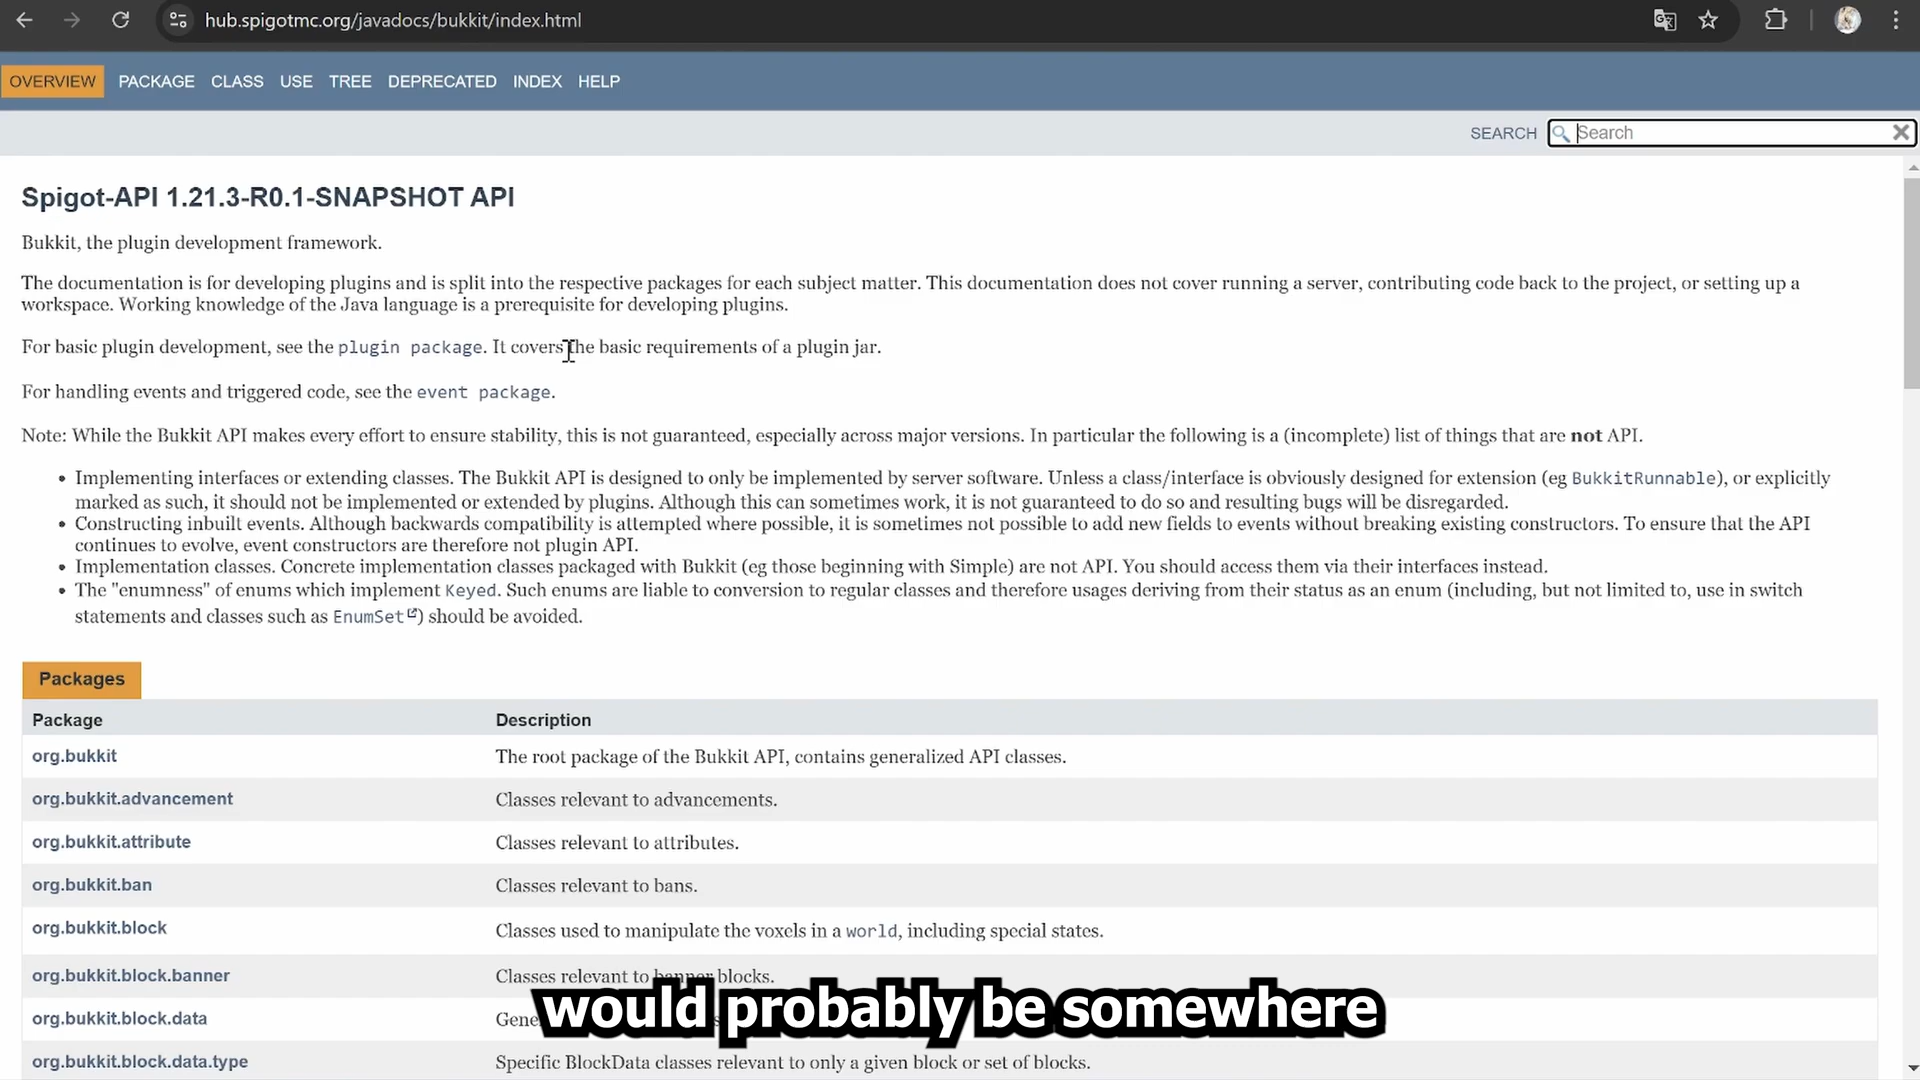 hub.spigotmc.org/javadocs/bukkit/index.html
OVERVIEW PACKAGE CLASS USE TREE DEPRECATED INDEX HELP
SEARCH Search
Spigot-API 1.21.3-R0.1-SNAPSHOT API
Bukkit, the plugin development framework.
The documentation is for developing plugins and is split into the respective packages for each subject matter. This documentation does not cover running a server, contributing code back to the project, or setting up a
workspace. Working knowledge of the Java language is a prerequisite for developing plugins.
For basic plugin development, see the plugin package. It covers the basic requirements of a plugin jar.
For handling events and triggered code, see the event package.
Note: While the Bukkit API makes every effort to ensure stability, this is not guaranteed, especially across major versions. In particular the following is a (incomplete) list of things that are not API.
• Implementing interfaces or extending classes. The Bukkit API is designed to only be implemented by server software. Unless a class/interface is obviously designed for extension (eg BukkitRunnable), or explicitly
marked as such, it should not be implemented or extended by plugins. Although this can sometimes work, it is not guaranteed to do so and resulting bugs will be disregarded.
• Constructing inbuilt events. Although backwards compatibility is attempted where possible, it is sometimes not possible to add new fields to events without breaking existing constructors. To ensure that the API
continues to evolve, event constructors are therefore not plugin API.
• Implementation classes. Concrete implementation classes packaged with Bukkit (eg those beginning with Simple) are not API. You should access them via their interfaces instead.
• The "enumness" of enums which implement Keyed. Such enums are liable to conversion to regular classes and therefore usages deriving from their status as an enum (including, but not limited to, use in switch
statements and classes such as EnumSet) should be avoided.
Packages
Package Description
org.bukkit The root package of the Bukkit API, contains generalized API classes.
org.bukkit.advancement Classes relevant to advancements.
org.bukkit.attribute Classes relevant to attributes.
org.bukkit.ban Classes relevant to bans.
org.bukkit.block Classes used to manipulate the voxels in a world, including special states.
org.bukkit.block.banner Classes relevant to banner blocks.
would probably be somewhere
org.bukkit.block.data
org.bukkit.block.data.type Specific BlockData classes relevant to only a given block or set of blocks.